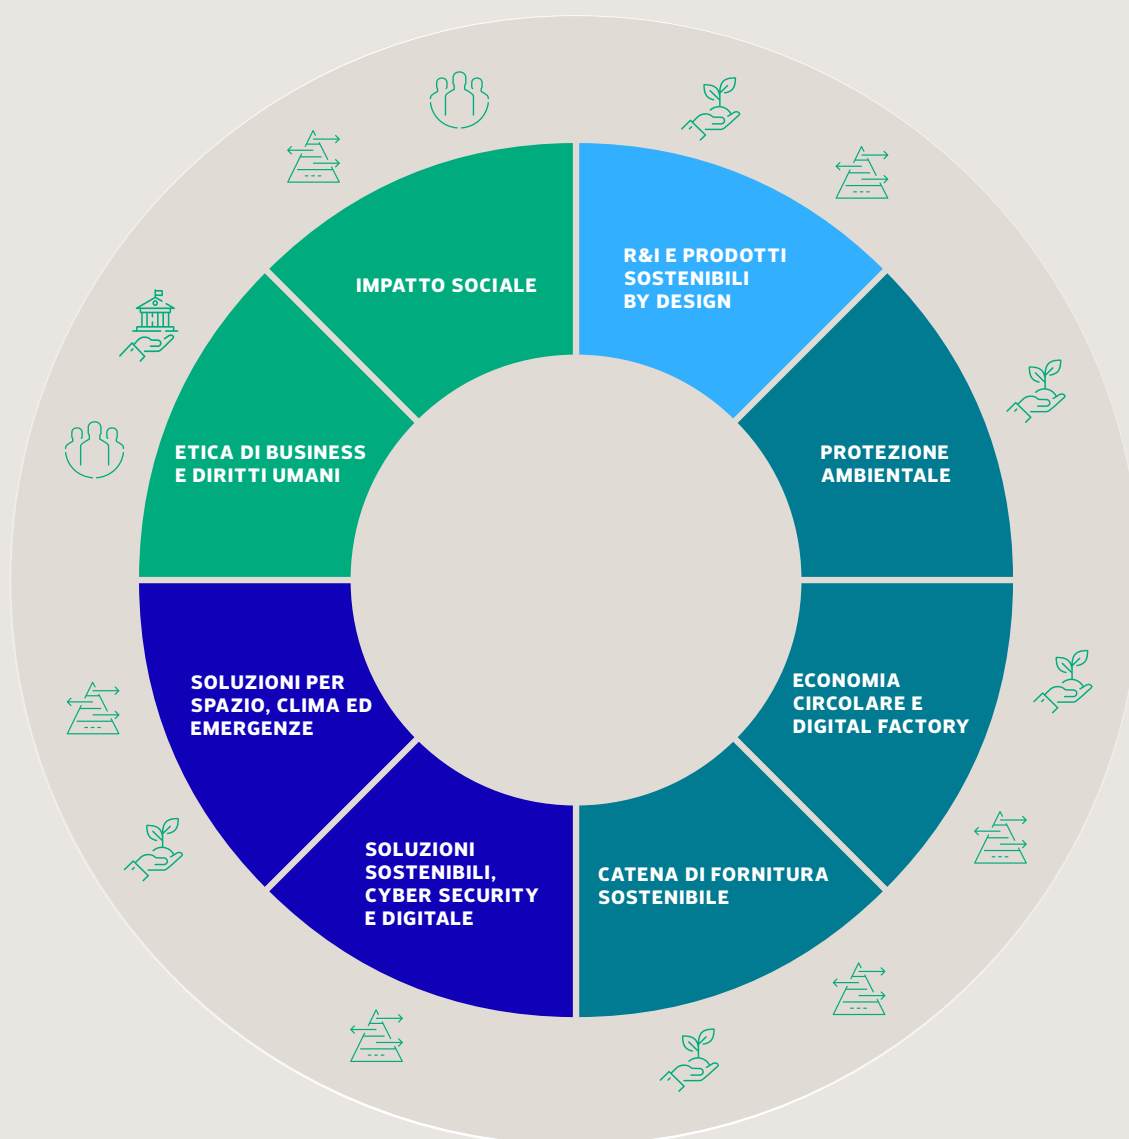 IMPATTO SOCIALE
R&I E PRODOTTI
SOSTENIBILI
BY DESIGN
PROTEZIONE
AMBIENTALE
ECONOMIA
CIRCOLARE E
DIGITAL FACTORY
CATENA DI FORNITURA
SOSTENIBILE
SOLUZIONI
SOSTENIBILI,
CYBER SECURITY
E DIGITALE
SOLUZIONI PER
SPAZIO, CLIMA ED
EMERGENZE
ETICA DI BUSINESS
E DIRITTI UMANI